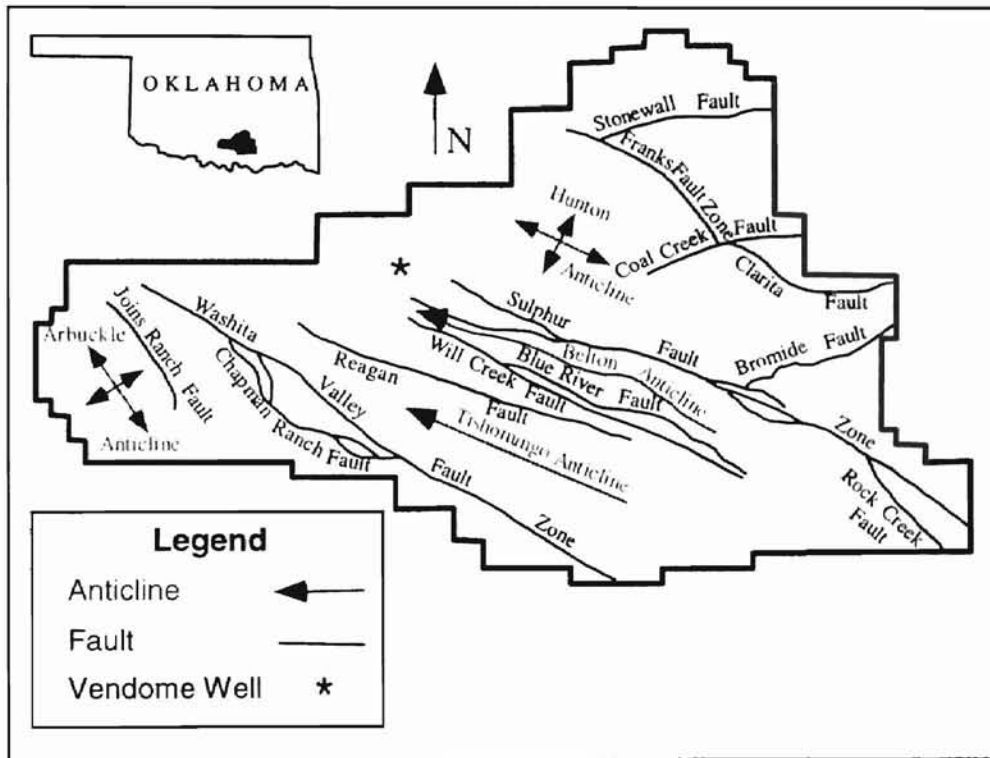 OKLAHOMA
N
Stonewall Fault
Franks Fault Zone
Hunton
Anticline
Coal Creek Fault
Clarita Fault
Sulphur Fault Zone
Bromide Fault
Belton Anticline
Blue River Fault
Will Creek Fault
Washita Valley Fault Zone
Reagan Fault
Tishomingo Anticline
Joins Ranch Fault
Arbuckle
Anticline
Chapman Ranch Fault
Rock Creek Fault
Legend
Anticline
Fault
Vendome Well *